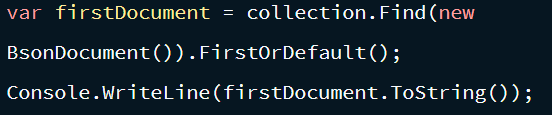 var firstDocument = collection.Find(new
BsonDocument()).FirstOrDefault();
Console.WriteLine(firstDocument.ToString());